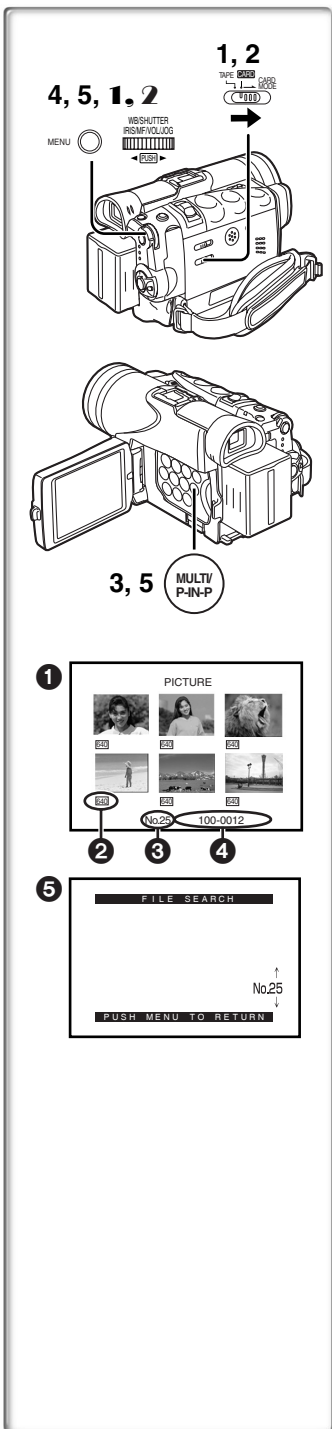 1, 2
TAPE CARD CARD MODE
4, 5, 1, 2
WB/SHUTTER
IRIS/MF/VOL/JOG
MENU
◄ PUSH ►
3, 5
MULTI/
P-IN-P
1
PICTURE
640 640 640
640 640 640
No.25 100-0012
2 3 4
5
FILE SEARCH
↑
No.25
↓
PUSH MENU TO RETURN